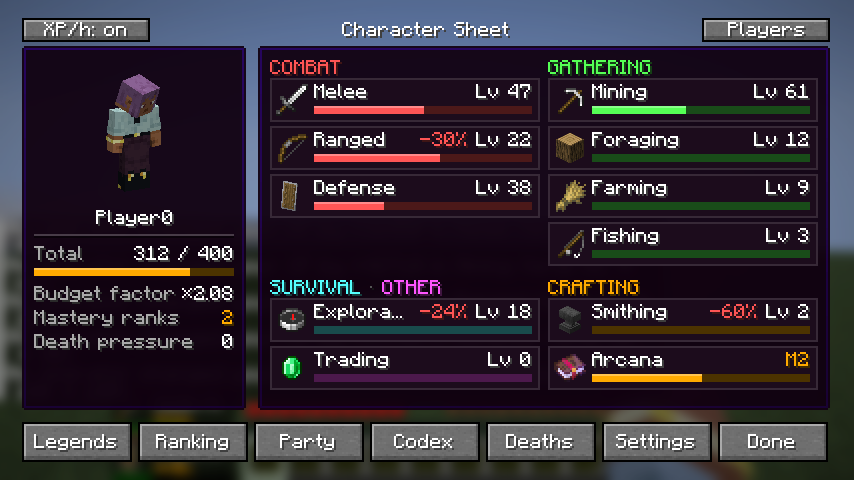 XP/h: on
Character Sheet
Players
Player0
Total 312 / 400
Budget factor ×2.08
Mastery ranks 2
Death pressure 0
COMBAT
Melee Lv 47
Ranged -30% Lv 22
Defense Lv 38
GATHERING
Mining Lv 61
Foraging Lv 12
Farming Lv 9
Fishing Lv 3
SURVIVAL · OTHER
Explora... -24% Lv 18
Trading Lv 0
CRAFTING
Smithing -60% Lv 2
Arcana M2
Legends
Ranking
Party
Codex
Deaths
Settings
Done